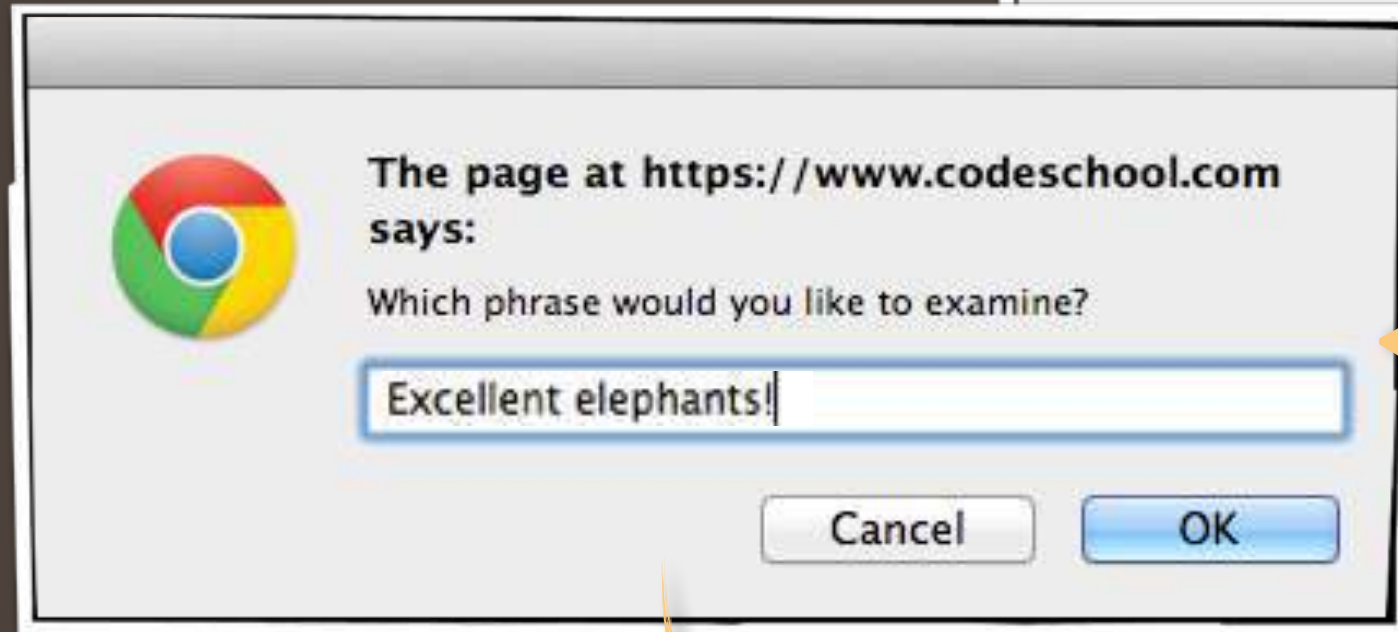 The page at https://www.codeschool.com
says:
Which phrase would you like to examine?
Excellent elephants!
Cancel
OK